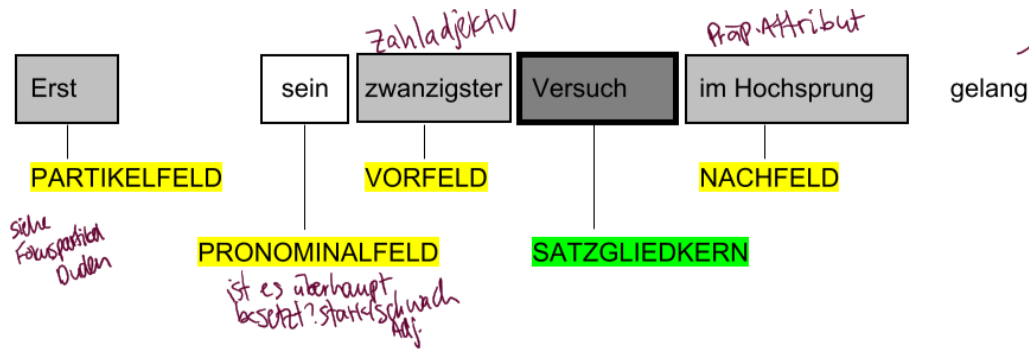 Zahladjektiv
Präp.Attribut
Erst sein zwanzigster Versuch im Hochsprung gelang
PARTIKELFELD VORFELD NACHFELD
siehe
Fokuspartikel
Duden
PRONOMINALFELD SATZGLIEDKERN
ist es überhaupt
besetzt? schwach
Adj.